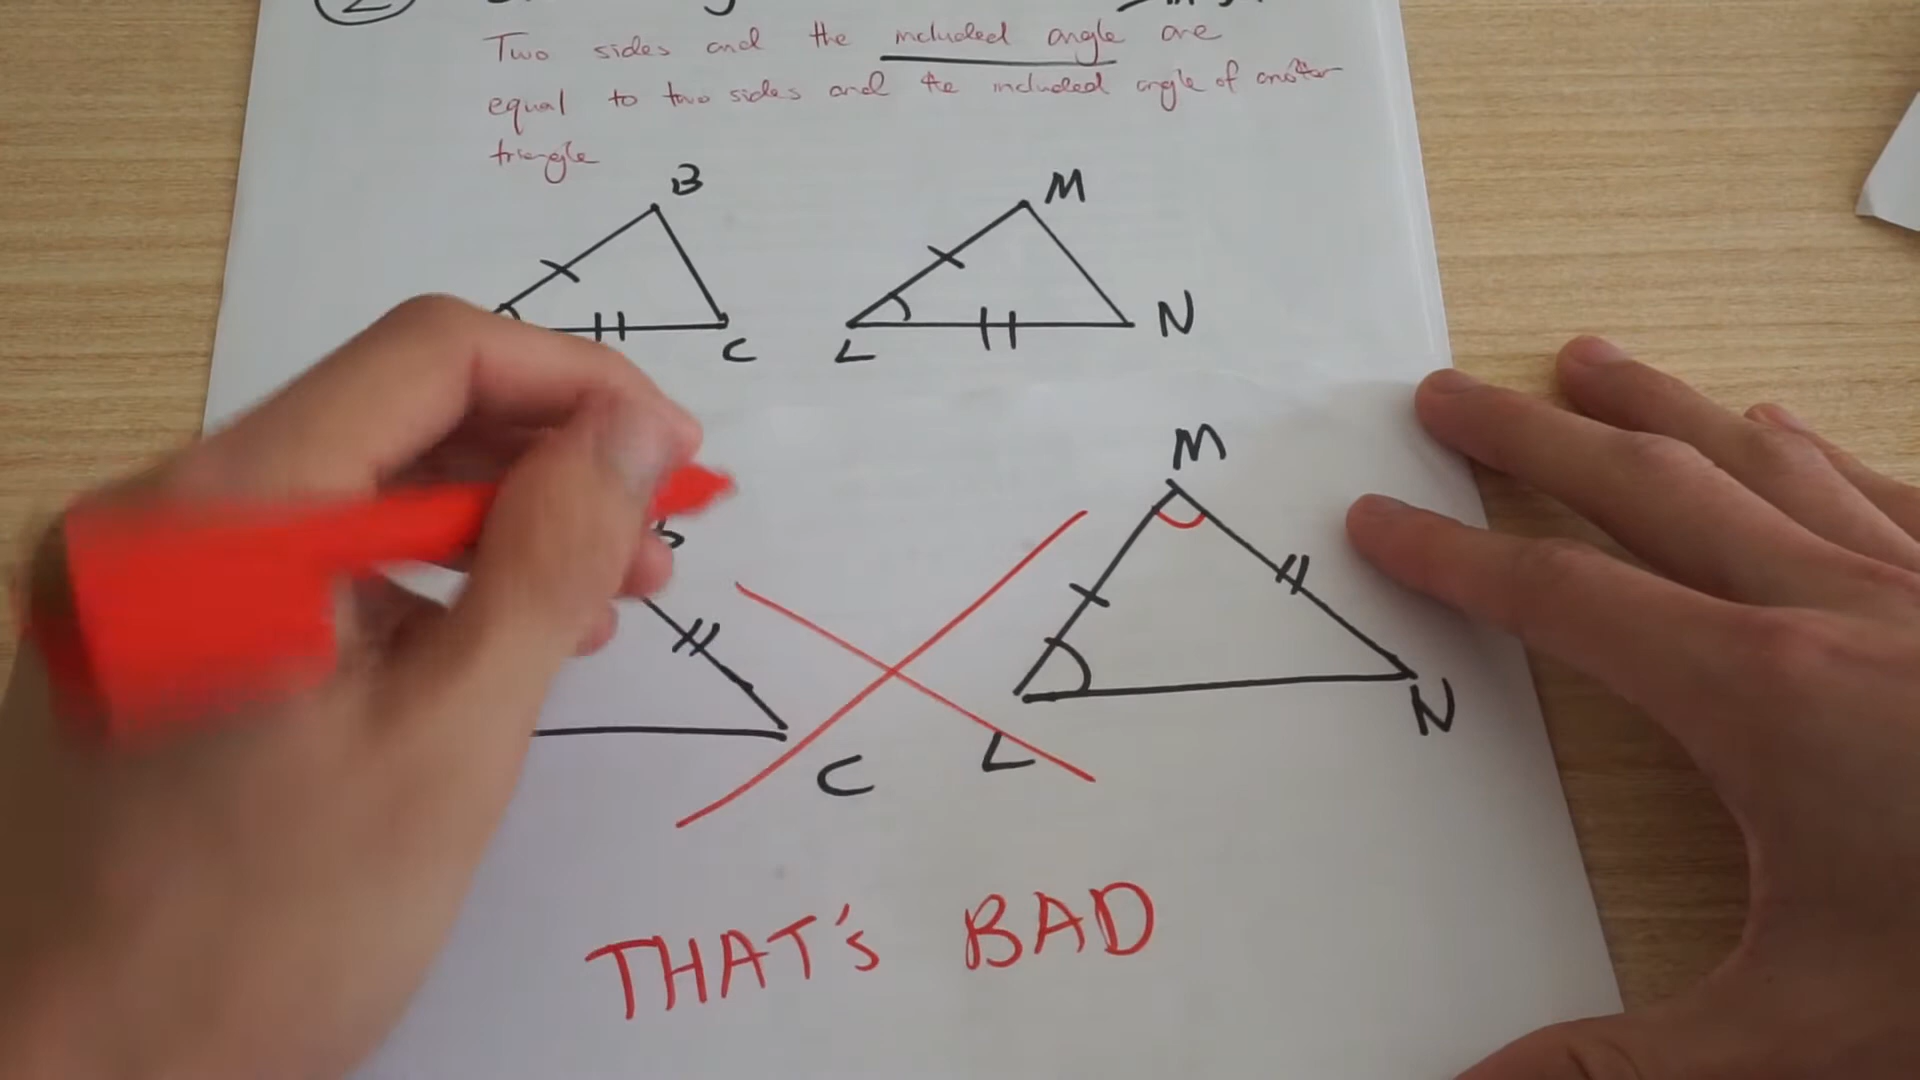 2
Two sides and the included angle are
equal to two sides and the included angle of another
triangle
B M
C L N
M
B
C L N
THAT'S BAD